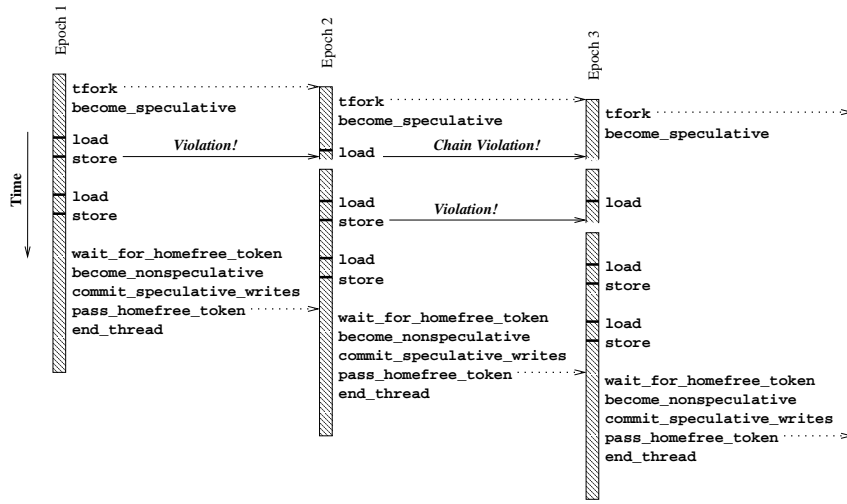 Epoch 1
tfork
become_speculative
load
store
Violation!
load
store
wait_for_homefree_token
become_nonspeculative
commit_speculative_writes
pass_homefree_token
end_thread
Time
Epoch 2
tfork
become_speculative
load
Chain Violation!
load
store
Violation!
load
store
wait_for_homefree_token
become_nonspeculative
commit_speculative_writes
pass_homefree_token
end_thread
Epoch 3
tfork
become_speculative
load
load
store
load
store
wait_for_homefree_token
become_nonspeculative
commit_speculative_writes
pass_homefree_token
end_thread